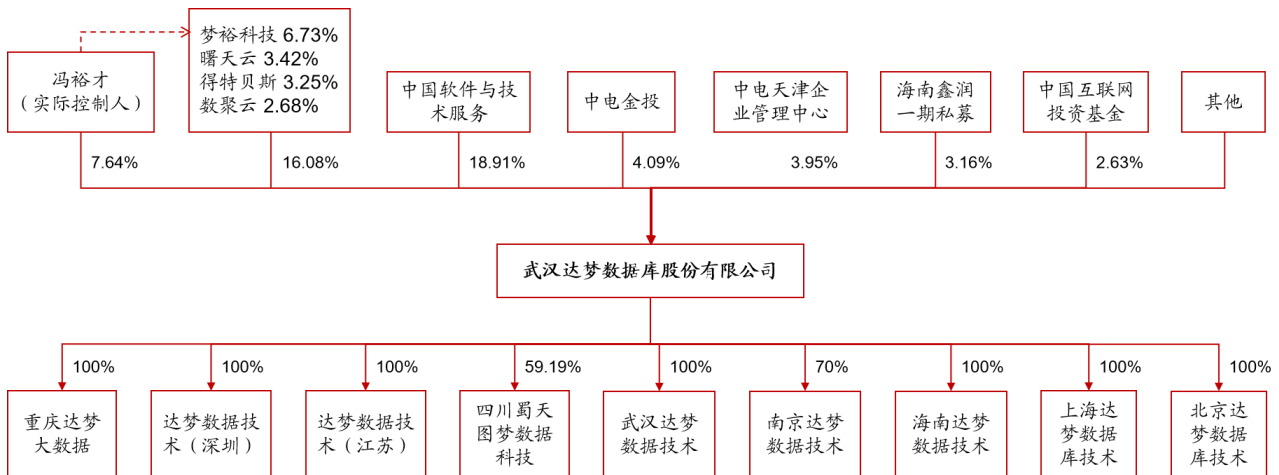 梦裕科技 6.73%
曙天云 3.42%
得特贝斯 3.25%
数聚云 2.68%
冯裕才
（实际控制人）
中国软件与技
术服务
中电金投
中电天津企
业管理中心
海南鑫润
一期私募
中国互联网
投资基金
其他
7.64%
16.08%
18.91%
4.09%
3.95%
3.16%
2.63%
武汉达梦数据库股份有限公司
100%
100%
100%
59.19%
100%
70%
100%
100%
100%
重庆达梦
大数据
达梦数据技
术（深圳）
达梦数据技
术（江苏）
四川蜀天
图梦数据
科技
武汉达梦
数据技术
南京达梦
数据技术
海南达梦
数据技术
上海达
梦数据
库技术
北京达
梦数据
库技术